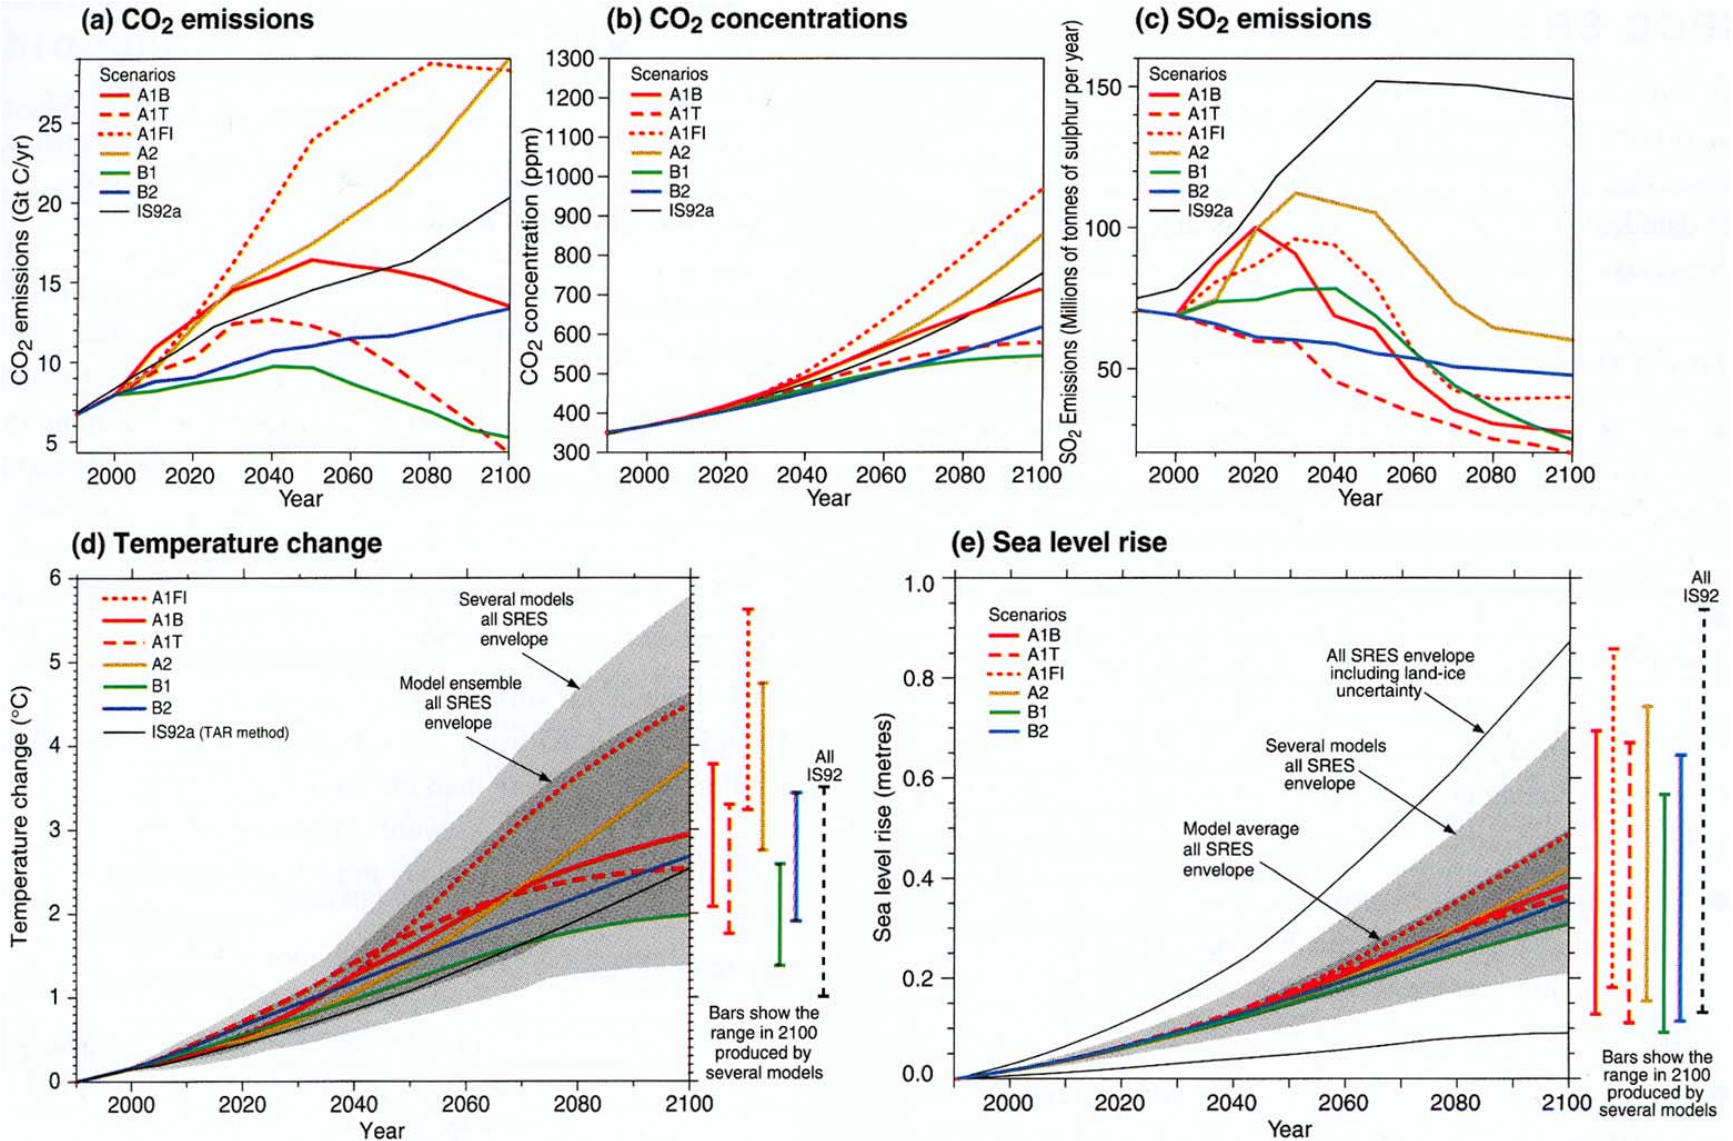 (a) CO2 emissions
Scenarios
A1B
A1T
A1FI
A2
B1
B2
IS92a
CO2 emissions (Gt C/yr)
25
20
15
10
5
2000 2020 2040 2060 2080 2100
Year
(b) CO2 concentrations
Scenarios
A1B
A1T
A1FI
A2
B1
B2
IS92a
CO2 concentration (ppm)
1300
1200
1100
1000
900
800
700
600
500
400
300
2000 2020 2040 2060 2080 2100
Year
(c) SO2 emissions
Scenarios
A1B
A1T
A1FI
A2
B1
B2
IS92a
SO2 Emissions (Millions of tonnes of sulphur per year)
150
100
50
2000 2020 2040 2060 2080 2100
Year
(d) Temperature change
A1FI
A1B
A1T
A2
B1
B2
IS92a (TAR method)
Several models
all SRES
envelope
Model ensemble
all SRES
envelope
Temperature change (°C)
6
5
4
3
2
1
0
2000 2020 2040 2060 2080 2100
Year
All
IS92
Bars show the
range in 2100
produced by
several models
(e) Sea level rise
Scenarios
A1B
A1T
A1FI
A2
B1
B2
All SRES envelope
including land-ice
uncertainty
Several models
all SRES
envelope
Model average
all SRES
envelope
Sea level rise (metres)
1.0
0.8
0.6
0.4
0.2
0.0
2000 2020 2040 2060 2080 2100
Year
All
IS92
Bars show the
range in 2100
produced by
several models